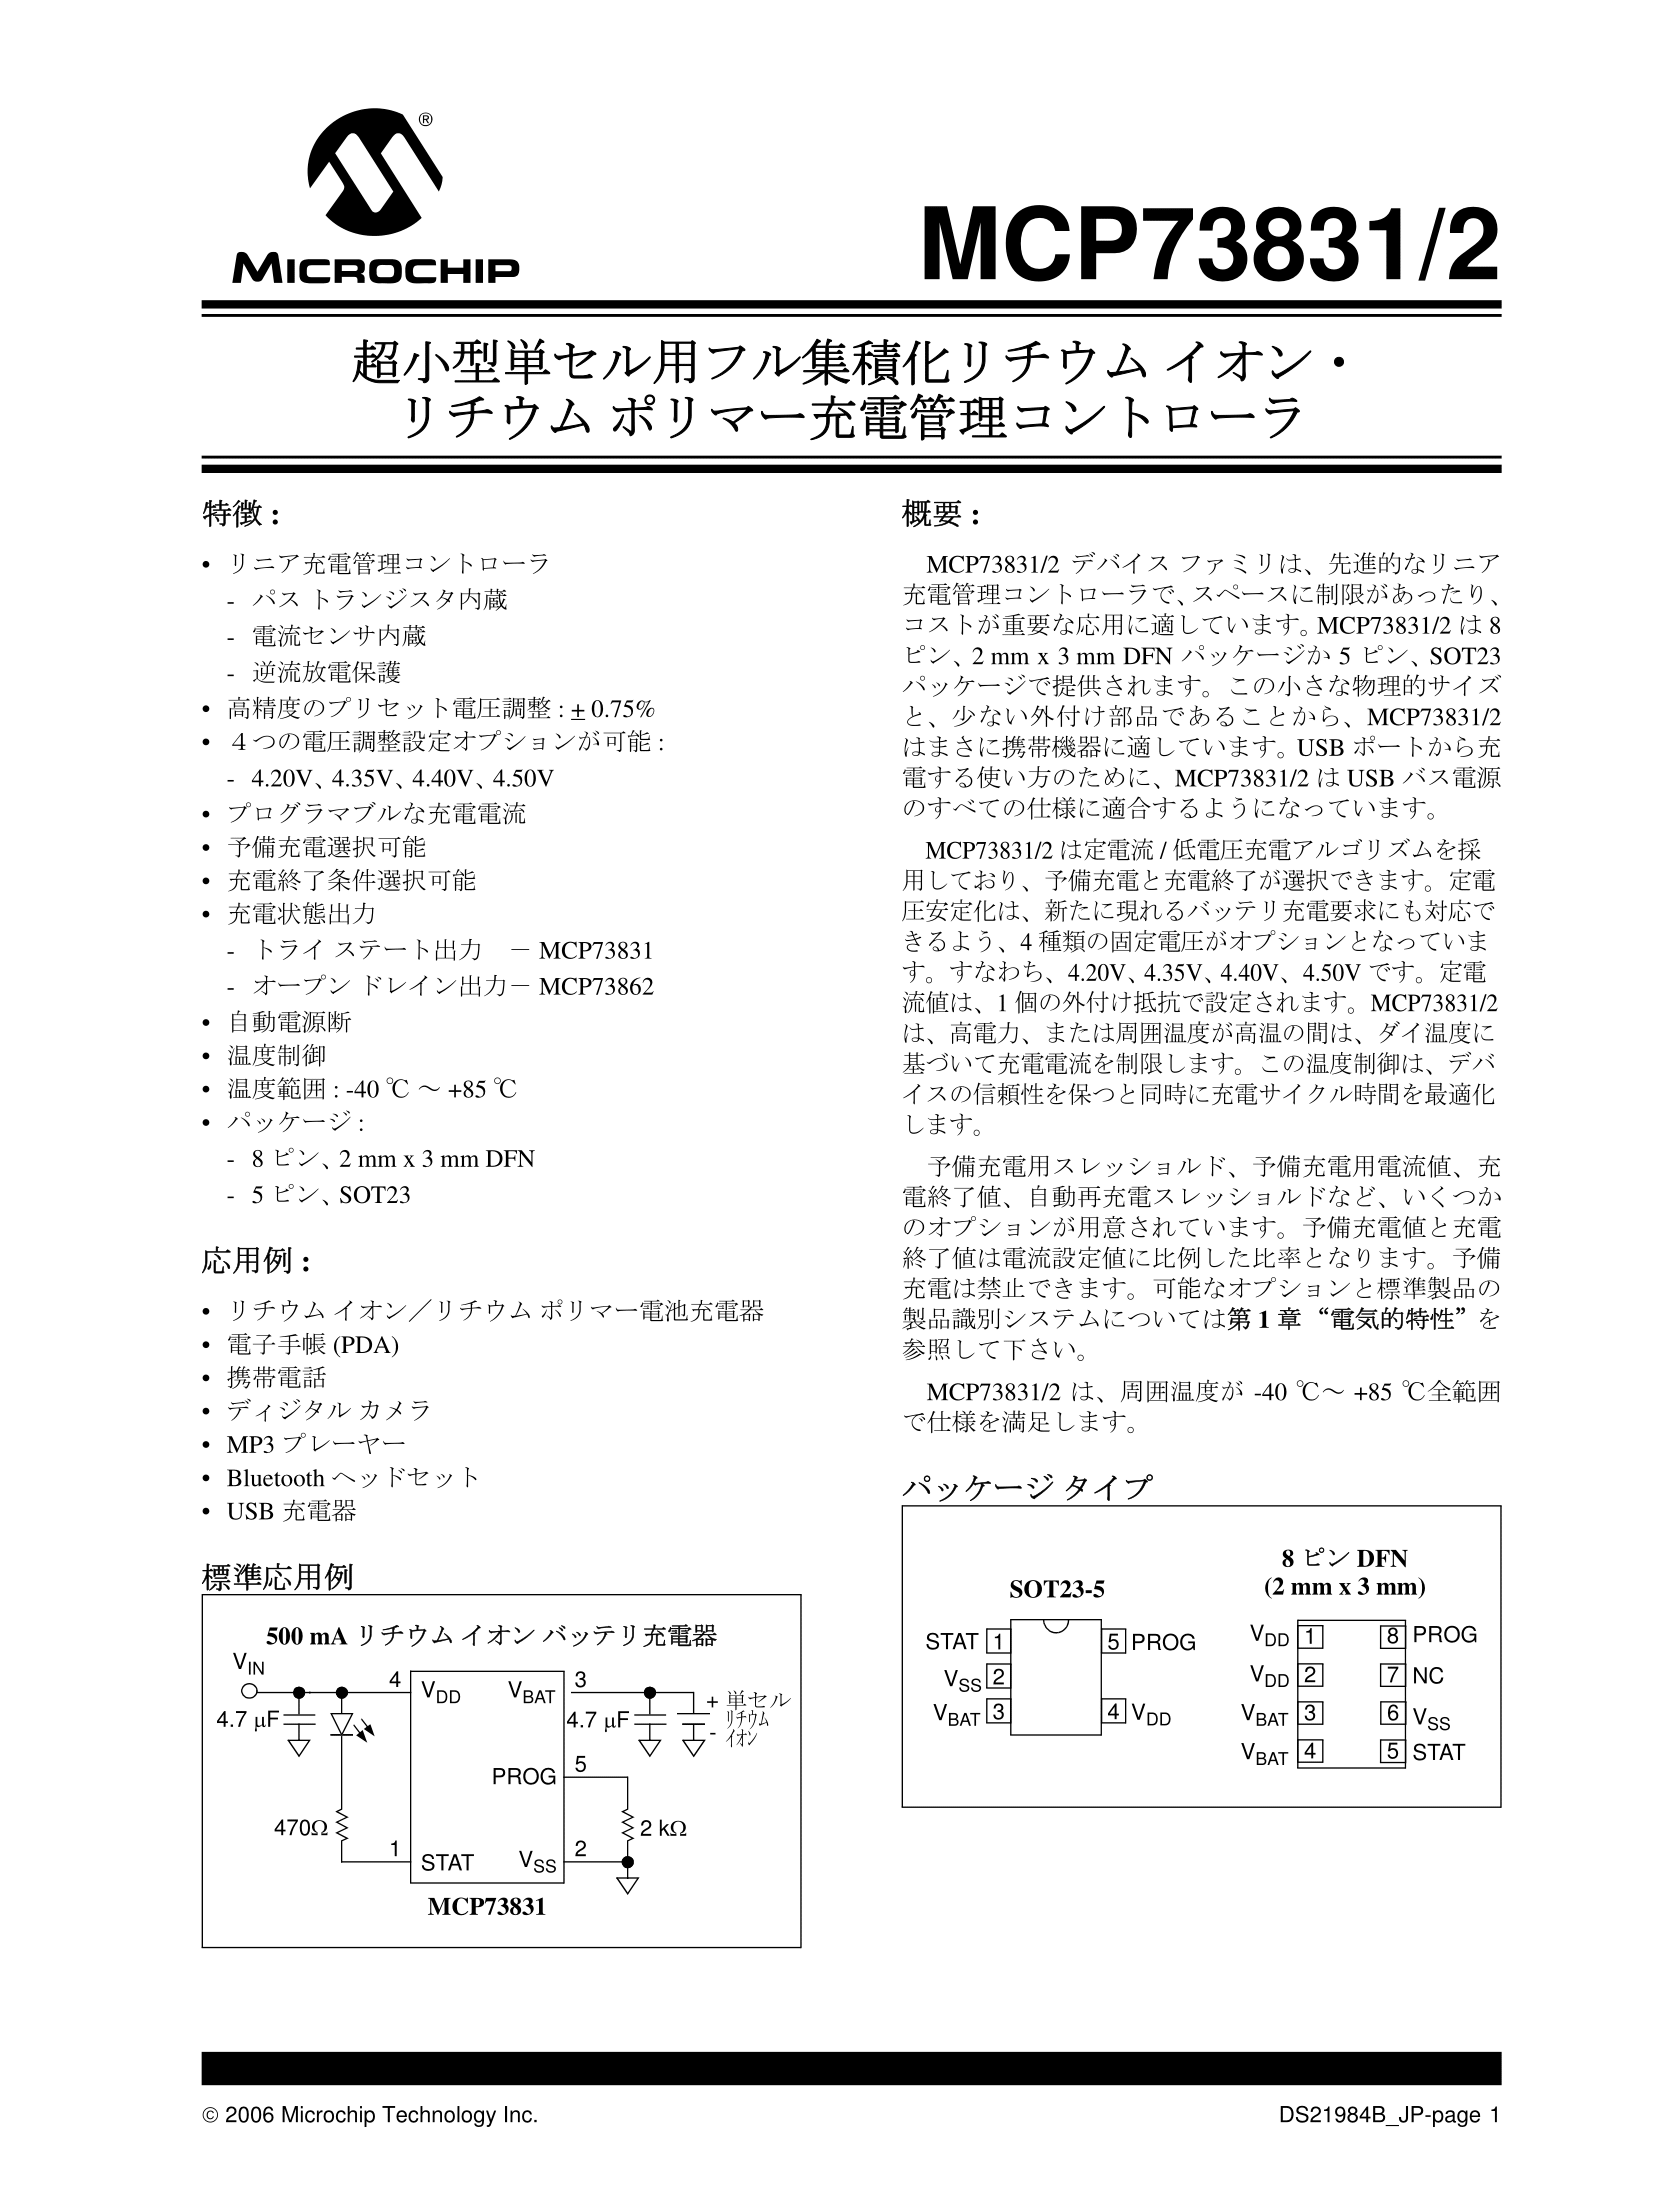 ®
MICROCHIP
MCP73831/2
超小型単セル用フル集積化リチウム イオン・
リチウム ポリマー充電管理コントローラ
特徴 :
• リニア充電管理コントローラ
- パス トランジスタ内蔵
- 電流センサ内蔵
- 逆流放電保護
• 高精度のプリセット電圧調整 : ± 0.75%
• ４つの電圧調整設定オプションが可能 :
- 4.20V、4.35V、4.40V、4.50V
• プログラマブルな充電電流
• 予備充電選択可能
• 充電終了条件選択可能
• 充電状態出力
- トライ ステート出力　－ MCP73831
- オープン ドレイン出力－ MCP73862
• 自動電源断
• 温度制御
• 温度範囲 : -40 ℃ ～ +85 ℃
• パッケージ :
- 8 ピン、2 mm x 3 mm DFN
- 5 ピン、SOT23
応用例 :
• リチウム イオン／リチウム ポリマー電池充電器
• 電子手帳 (PDA)
• 携帯電話
• ディジタル カメラ
• MP3 プレーヤー
• Bluetooth ヘッドセット
• USB 充電器
標準応用例
500 mA リチウム イオン バッテリ充電器
VIN
4
VDD
VBAT
3
4.7 μF
4.7 μF
+ 単セル
リチウム
- イオン
PROG
5
470Ω
2 kΩ
1
STAT
VSS
2
MCP73831
概要 :
MCP73831/2 デバイス ファミリは、先進的なリニア
充電管理コントローラで、スペースに制限があったり、
コストが重要な応用に適しています。MCP73831/2 は 8
ピン、2 mm x 3 mm DFN パッケージか 5 ピン、SOT23
パッケージで提供されます。この小さな物理的サイズ
と、少ない外付け部品であることから、MCP73831/2
はまさに携帯機器に適しています。USB ポートから充
電する使い方のために、MCP73831/2 は USB バス電源
のすべての仕様に適合するようになっています。
MCP73831/2 は定電流 / 低電圧充電アルゴリズムを採
用しており、予備充電と充電終了が選択できます。定電
圧安定化は、新たに現れるバッテリ充電要求にも対応で
きるよう、4 種類の固定電圧がオプションとなっていま
す。すなわち、4.20V、4.35V、4.40V、4.50V です。定電
流値は、1 個の外付け抵抗で設定されます。MCP73831/2
は、高電力、または周囲温度が高温の間は、ダイ温度に
基づいて充電電流を制限します。この温度制御は、デバ
イスの信頼性を保つと同時に充電サイクル時間を最適化
します。
予備充電用スレッショルド、予備充電用電流値、充
電終了値、自動再充電スレッショルドなど、いくつか
のオプションが用意されています。予備充電値と充電
終了値は電流設定値に比例した比率となります。予備
充電は禁止できます。可能なオプションと標準製品の
製品識別システムについては第 1 章 “電気的特性” を
参照して下さい。
MCP73831/2 は、周囲温度が -40 ℃～ +85 ℃全範囲
で仕様を満足します。
パッケージ タイプ
SOT23-5
STAT 1
5 PROG
VSS 2
VBAT 3
4 VDD
8 ピン DFN
(2 mm x 3 mm)
VDD 1
8 PROG
VDD 2
7 NC
VBAT 3
6 VSS
VBAT 4
5 STAT
© 2006 Microchip Technology Inc.
DS21984B_JP-page 1